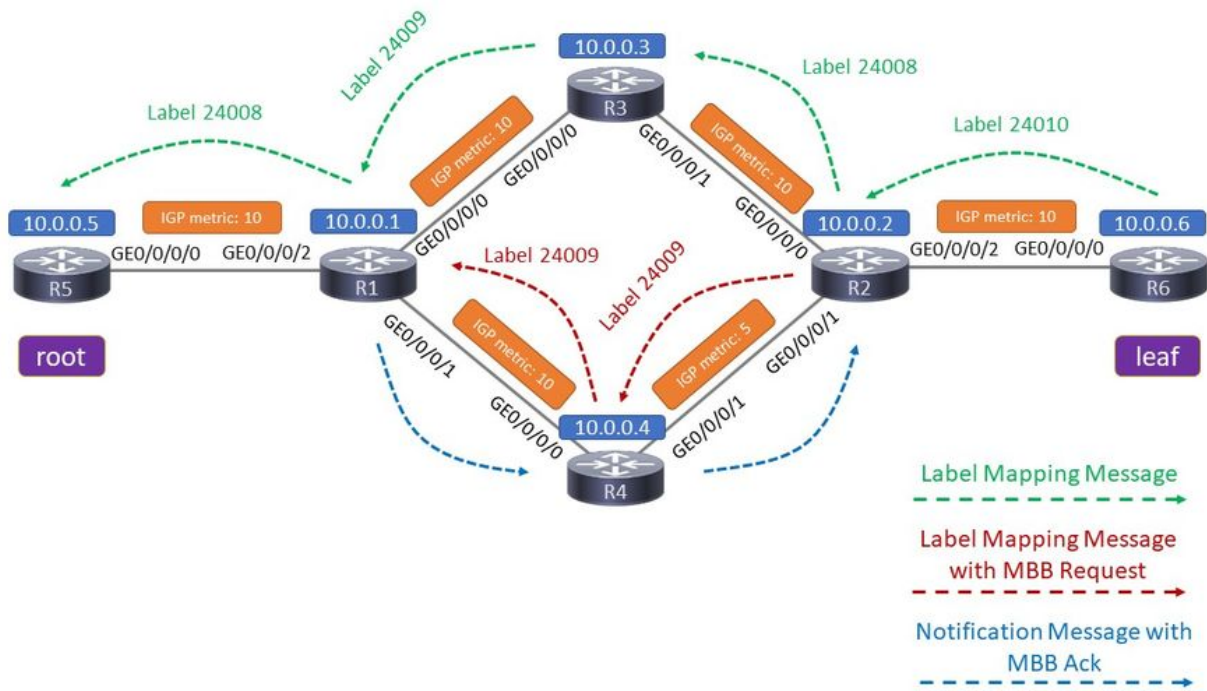 10.0.0.3
Label 24009
Label 24008
R3
Label 24008
IGP metric: 10
GE0/0/0/0
GE0/0/0/1
IGP metric: 10
Label 24010
10.0.0.5
IGP metric: 10
10.0.0.1
GE0/0/0/0
GE0/0/0/0
10.0.0.2
IGP metric: 10
10.0.0.6
GE0/0/0/0
GE0/0/0/2
GE0/0/0/2
GE0/0/0/0
R5
R1
Label 24009
Label 24009
R2
R6
root
GE0/0/0/1
IGP metric: 10
IGP metric: 5
GE0/0/0/1
leaf
GE0/0/0/0
10.0.0.4
GE0/0/0/1
R4
Label Mapping Message
Label Mapping Message
with MBB Request
Notification Message with
MBB Ack